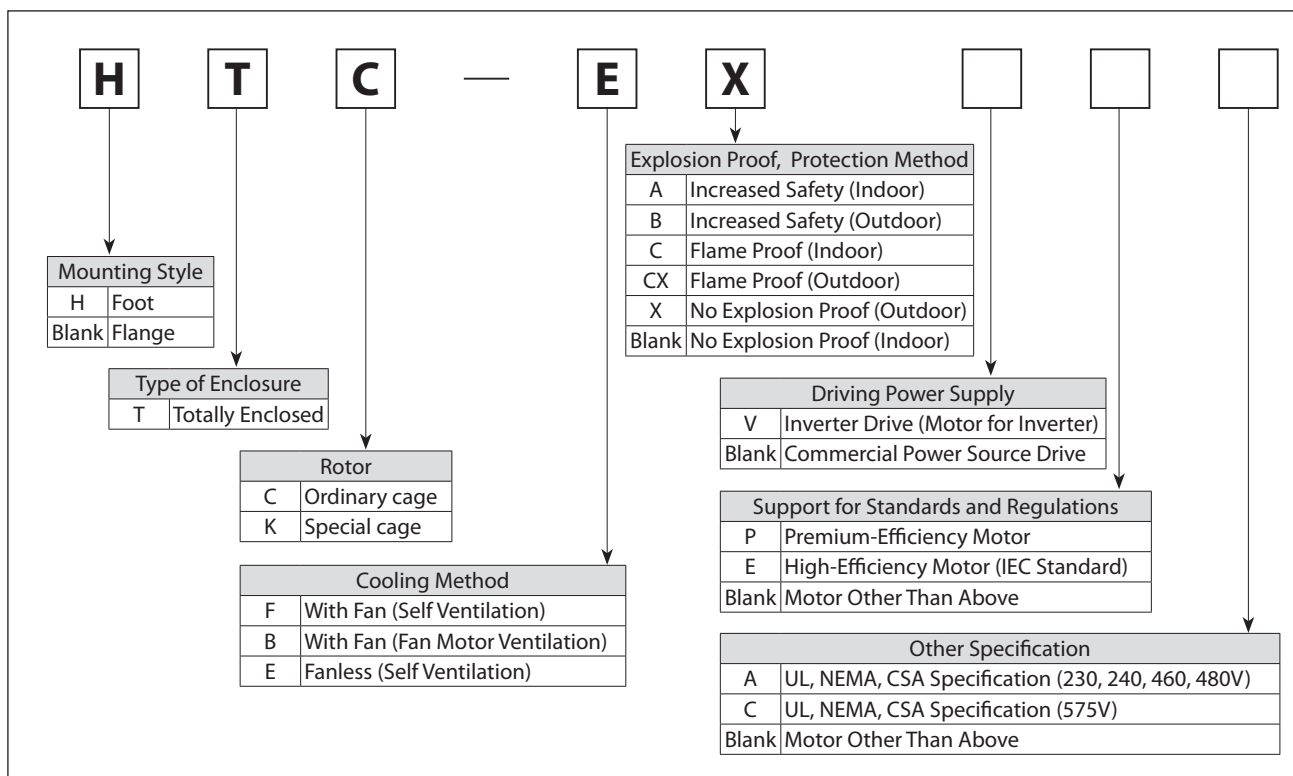 H T C — E X
Explosion Proof, Protection Method
A Increased Safety (Indoor)
B Increased Safety (Outdoor)
C Flame Proof (Indoor)
CX Flame Proof (Outdoor)
X No Explosion Proof (Outdoor)
Blank No Explosion Proof (Indoor)
Mounting Style
H Foot
Blank Flange
Type of Enclosure
T Totally Enclosed
Rotor
C Ordinary cage
K Special cage
Cooling Method
F With Fan (Self Ventilation)
B With Fan (Fan Motor Ventilation)
E Fanless (Self Ventilation)
Driving Power Supply
V Inverter Drive (Motor for Inverter)
Blank Commercial Power Source Drive
Support for Standards and Regulations
P Premium-Efficiency Motor
E High-Efficiency Motor (IEC Standard)
Blank Motor Other Than Above
Other Specification
A UL, NEMA, CSA Specification (230, 240, 460, 480V)
C UL, NEMA, CSA Specification (575V)
Blank Motor Other Than Above